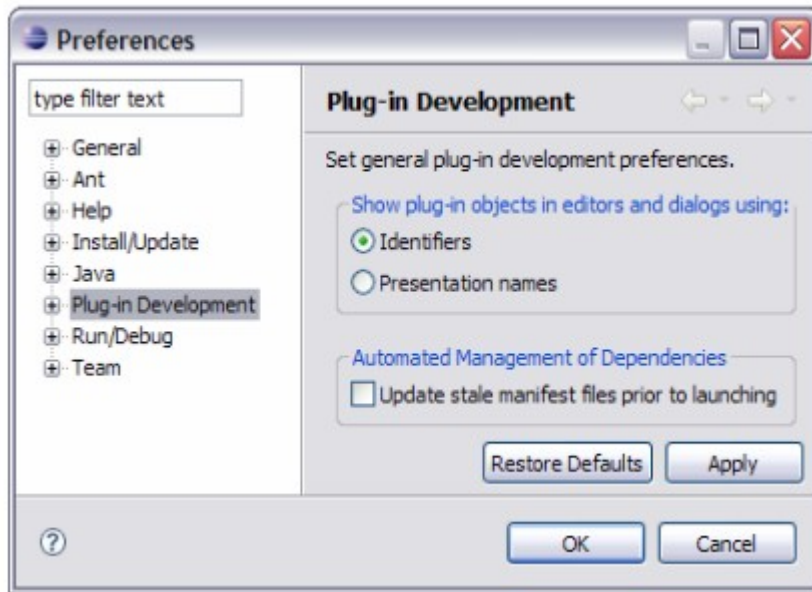 Preferences
type filter text
General
Ant
Help
Install/Update
Java
Plug-in Development
Run/Debug
Team
Plug-in Development
Set general plug-in development preferences.
Show plug-in objects in editors and dialogs using:
Identifiers
Presentation names
Automated Management of Dependencies
Update stale manifest files prior to launching
Restore Defaults Apply
? OK Cancel